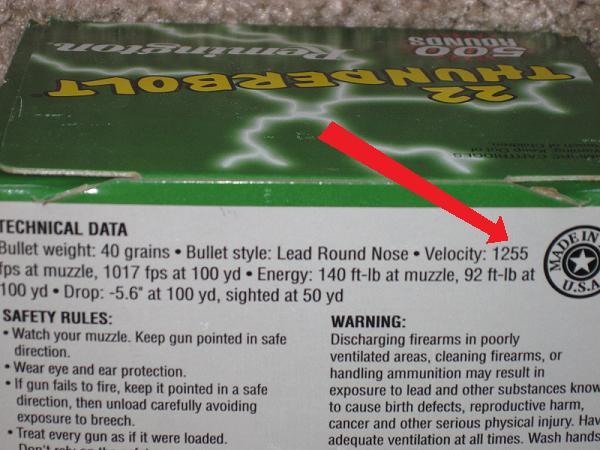 500
ROUNDS
Remington.
22
THUNDERBOLT
TECHNICAL DATA
Bullet weight: 40 grains • Bullet style: Lead Round Nose • Velocity: 1255
fps at muzzle, 1017 fps at 100 yd • Energy: 140 ft-lb at muzzle, 92 ft-lb at
100 yd • Drop: -5.6" at 100 yd, sighted at 50 yd
MADE IN
U.S.A.
SAFETY RULES:
• Watch your muzzle. Keep gun pointed in safe
direction.
• Wear eye and ear protection.
• If gun fails to fire, keep it pointed in a safe
direction, then unload carefully avoiding
exposure to breech.
• Treat every gun as if it were loaded.
WARNING:
Discharging firearms in poorly
ventilated areas, cleaning firearms, or
handling ammunition may result in
exposure to lead and other substances know
to cause birth defects, reproductive harm,
cancer and other serious physical injury. Hav
adequate ventilation at all times. Wash hands